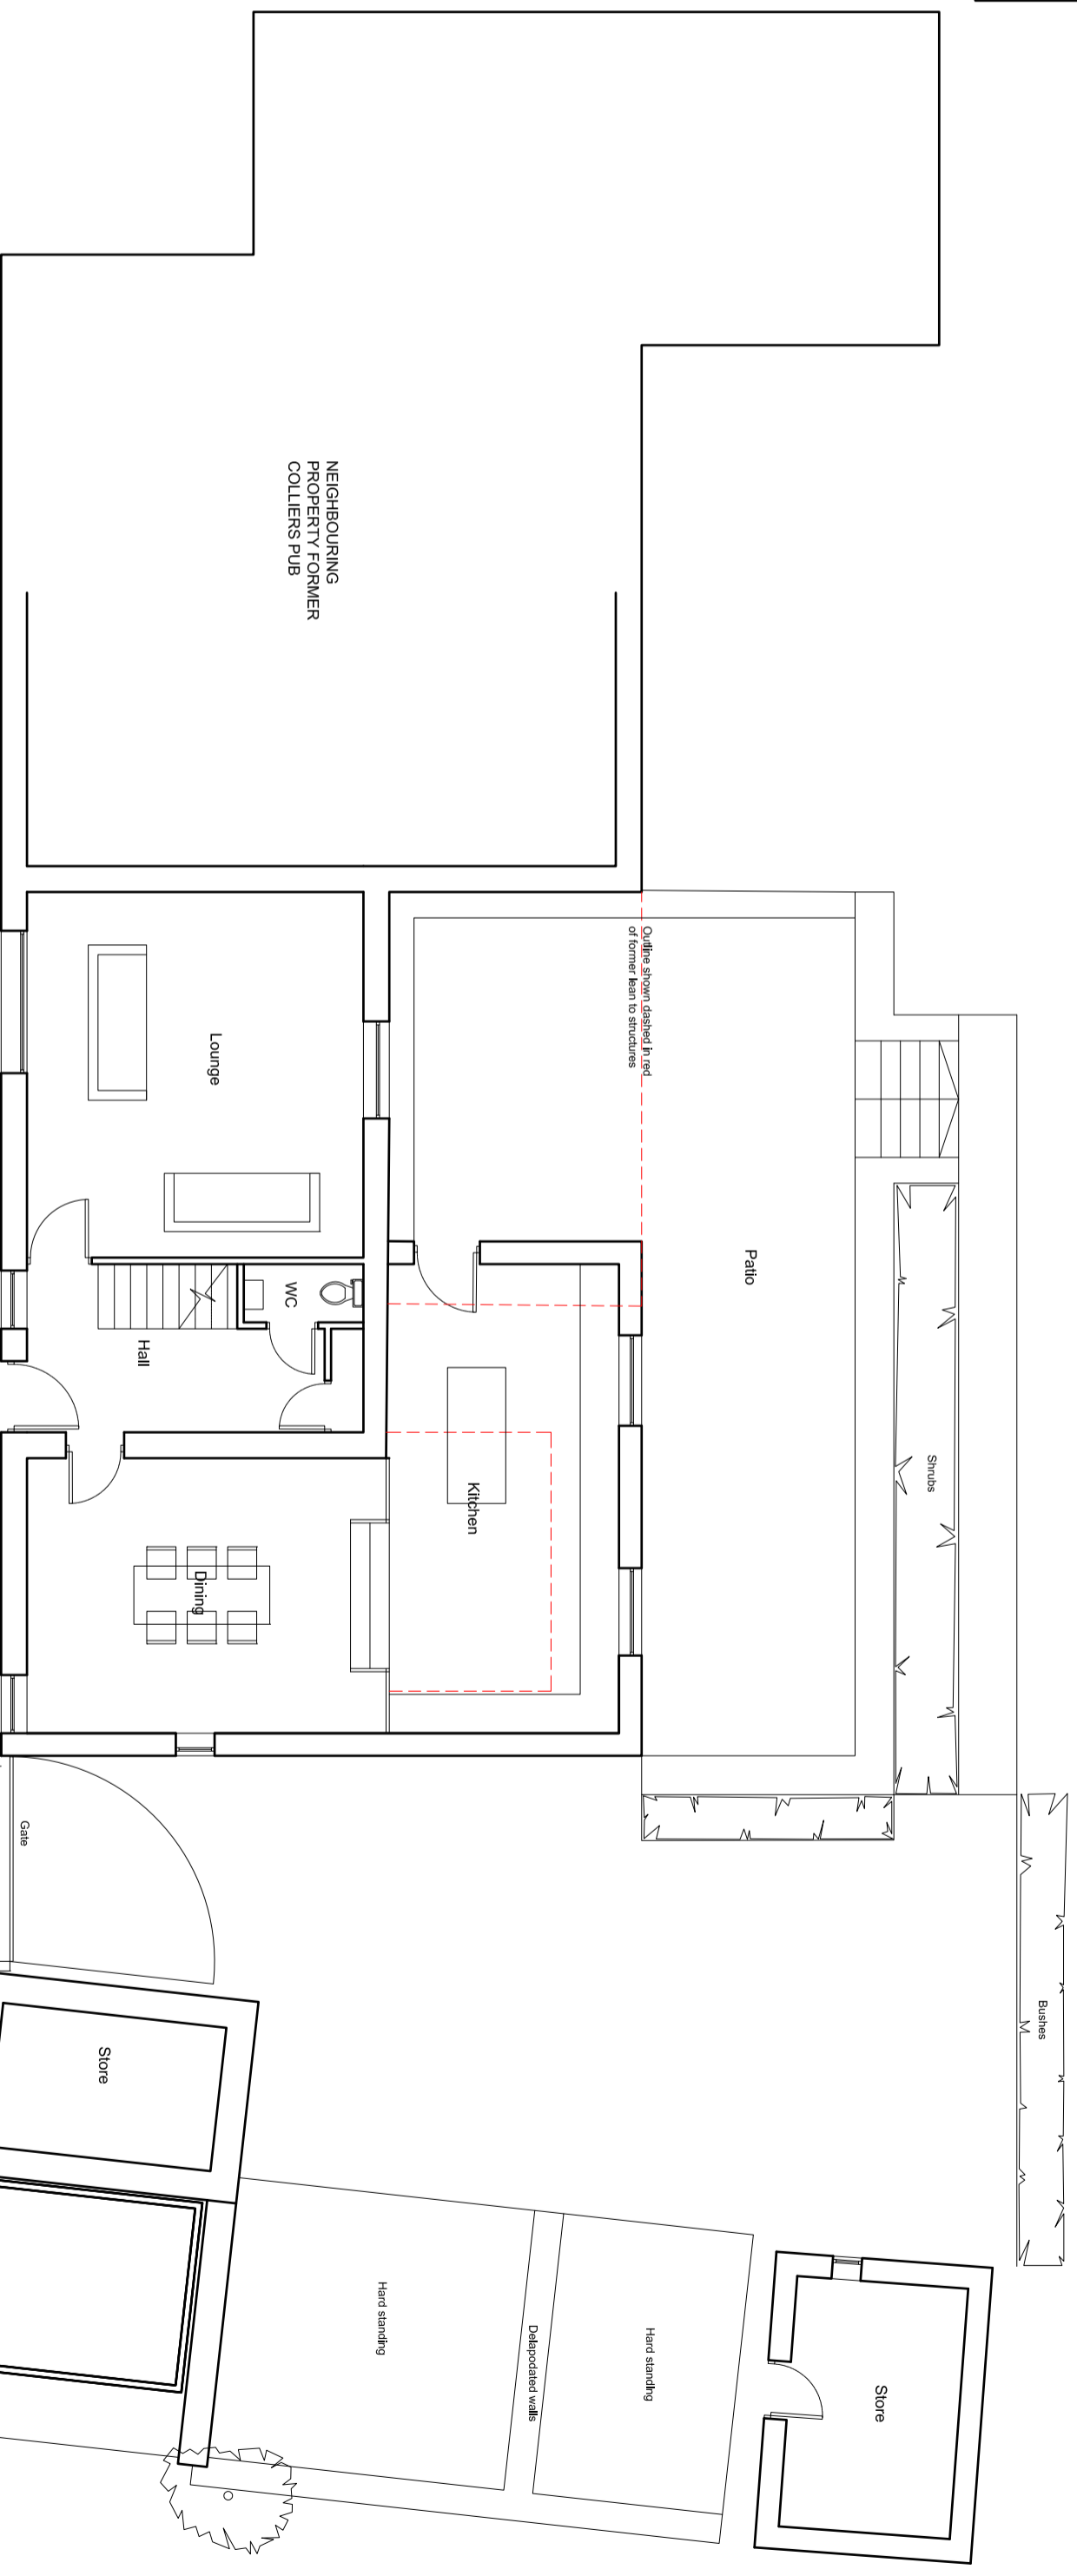 NEIGHBOURING
PROPERTY FORMER
COLLIERS PUB
Outline shown dashed in red
of former lean to structures
Lounge
Patio
WC
Hall
Shrubs
Kitchen
Dining
Gate
Bushes
Store
Hard standing
Delapodated walls
Hard standing
Store